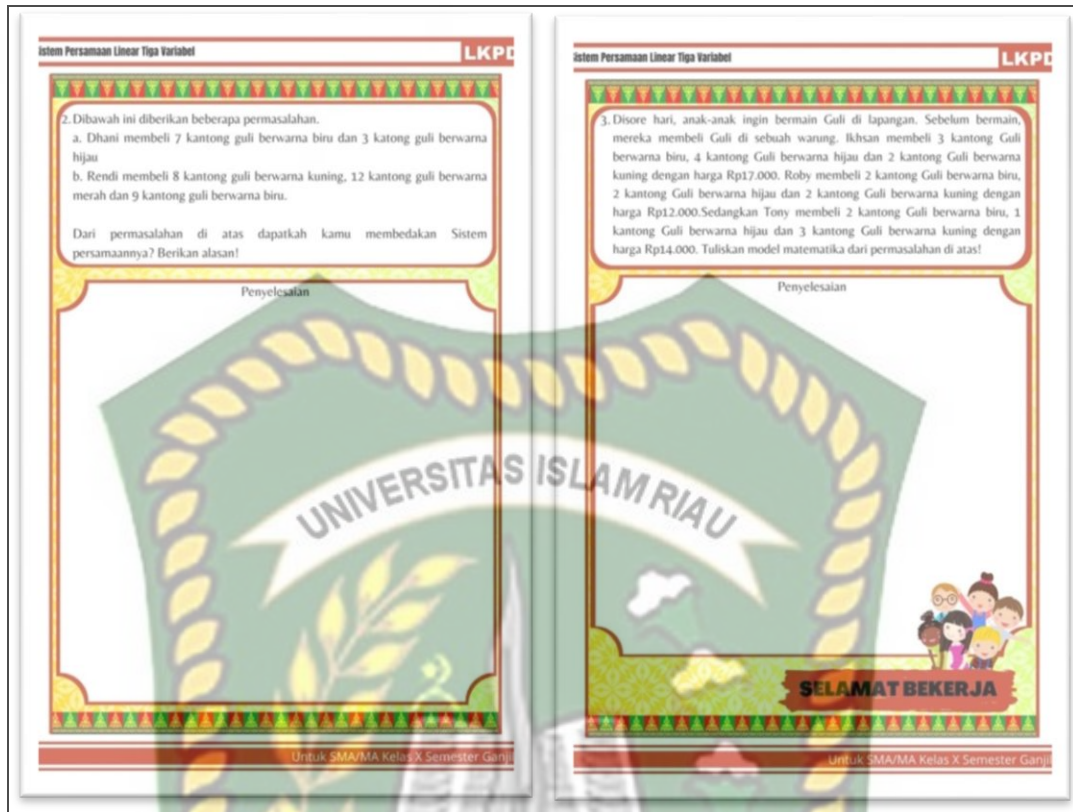 istem Persamaan Linear Tiga Variabel
LKPD
2. Dibawah ini diberikan beberapa permasalahan.
a. Dhani membeli 7 kantong guli berwarna biru dan 3 katong guli berwarna
hijau
b. Rendi membeli 8 kantong guli berwarna kuning, 12 kantong guli berwarna
merah dan 9 kantong guli berwarna biru.
Dari permasalahan di atas dapatkah kamu membedakan Sistem
persamaannya? Berikan alasan!
Penyelesaian
Untuk SMA/MA Kelas X Semester Ganjil
istem Persamaan Linear Tiga Variabel
LKPD
3. Disore hari, anak-anak ingin bermain Guli di lapangan. Sebelum bermain,
mereka membeli Guli di sebuah warung. Ikhsan membeli 3 kantong Guli
berwarna biru, 4 kantong Guli berwarna hijau dan 2 kantong Guli berwarna
kuning dengan harga Rp17.000. Roby membeli 2 kantong Guli berwarna biru,
2 kantong Guli berwarna hijau dan 2 kantong Guli berwarna kuning dengan
harga Rp12.000.Sedangkan Tony membeli 2 kantong Guli berwarna biru, 1
kantong Guli berwarna hijau dan 3 kantong Guli berwarna kuning dengan
harga Rp14.000. Tuliskan model matematika dari permasalahan di atas!
Penyelesaian
SELAMAT BEKERJA
Untuk SMA/MA Kelas X Semester Ganjil
UNIVERSITAS ISLAM RIAU